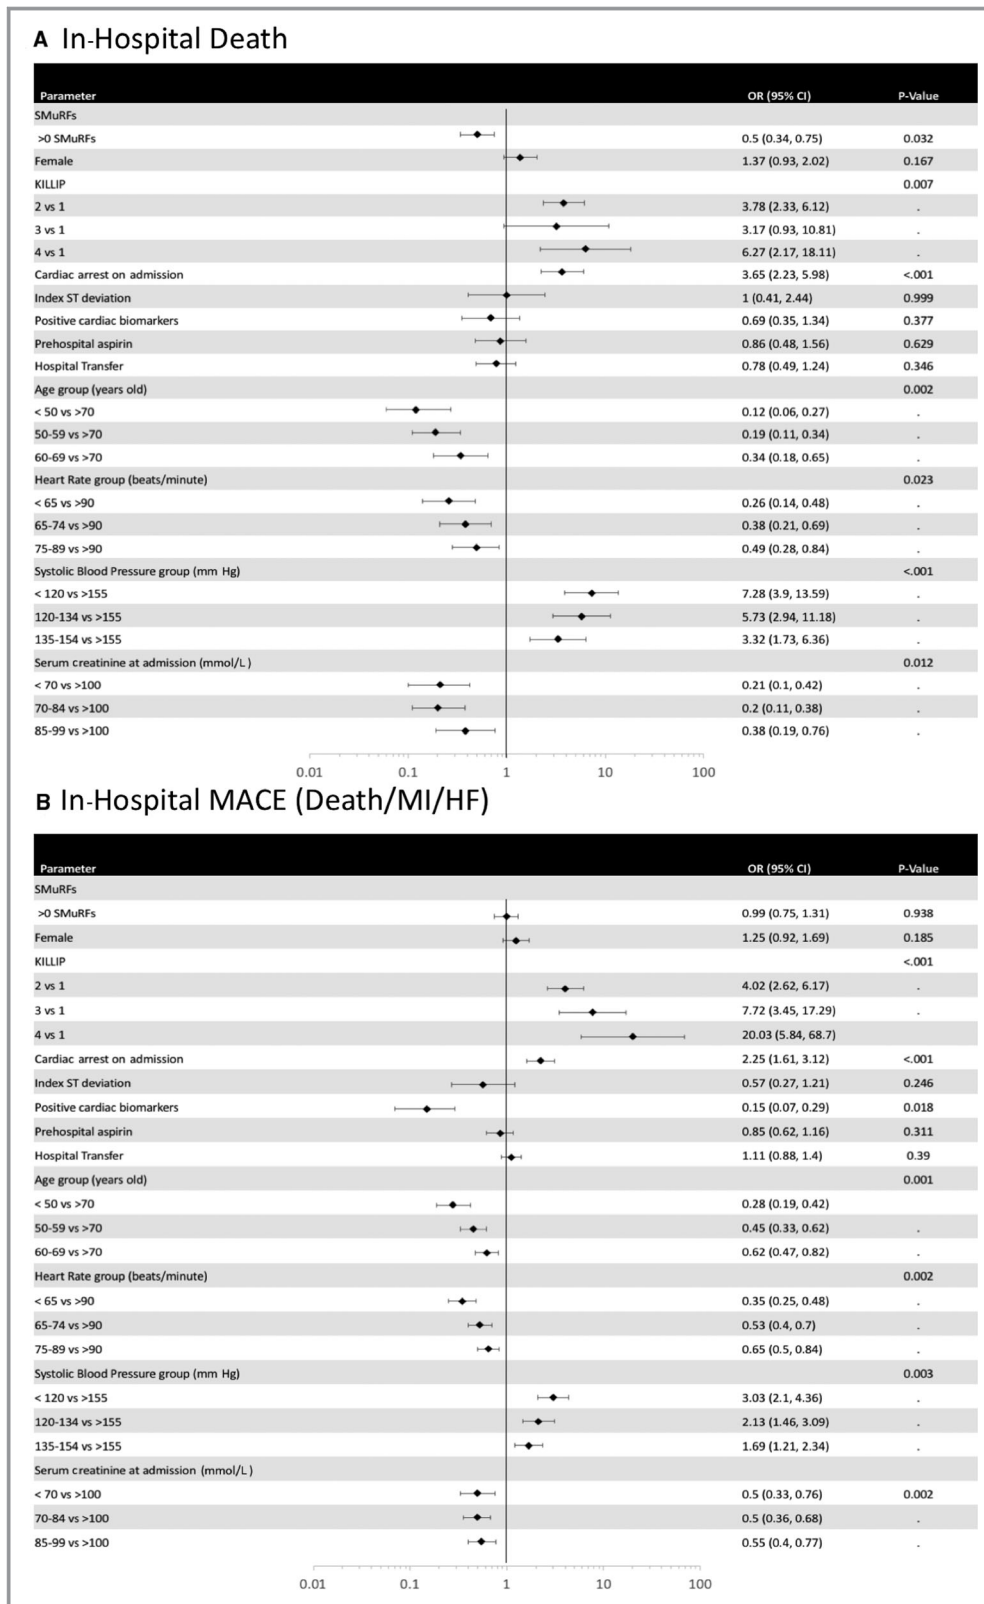 A In-Hospital Death
Parameter OR (95% CI) P-Value
SMuRFs
>0 SMuRFs 0.5 (0.34, 0.75) 0.032
Female 1.37 (0.93, 2.02) 0.167
KILLIP 0.007
2 vs 1 3.78 (2.33, 6.12) .
3 vs 1 3.17 (0.93, 10.81) .
4 vs 1 6.27 (2.17, 18.11) .
Cardiac arrest on admission 3.65 (2.23, 5.98) <.001
Index ST deviation 1 (0.41, 2.44) 0.999
Positive cardiac biomarkers 0.69 (0.35, 1.34) 0.377
Prehospital aspirin 0.86 (0.48, 1.56) 0.629
Hospital Transfer 0.78 (0.49, 1.24) 0.346
Age group (years old) 0.002
< 50 vs >70 0.12 (0.06, 0.27) .
50-59 vs >70 0.19 (0.11, 0.34) .
60-69 vs >70 0.34 (0.18, 0.65) .
Heart Rate group (beats/minute) 0.023
< 65 vs >90 0.26 (0.14, 0.48) .
65-74 vs >90 0.38 (0.21, 0.69) .
75-89 vs >90 0.49 (0.28, 0.84) .
Systolic Blood Pressure group (mm Hg) <.001
< 120 vs >155 7.28 (3.9, 13.59) .
120-134 vs >155 5.73 (2.94, 11.18) .
135-154 vs >155 3.32 (1.73, 6.36) .
Serum creatinine at admission (mmol/L) 0.012
< 70 vs >100 0.21 (0.1, 0.42) .
70-84 vs >100 0.2 (0.11, 0.38) .
85-99 vs >100 0.38 (0.19, 0.76) .
0.01 0.1 1 10 100
B In-Hospital MACE (Death/MI/HF)
Parameter OR (95% CI) P-Value
SMuRFs
>0 SMuRFs 0.99 (0.75, 1.31) 0.938
Female 1.25 (0.92, 1.69) 0.185
KILLIP <.001
2 vs 1 4.02 (2.62, 6.17) .
3 vs 1 7.72 (3.45, 17.29) .
4 vs 1 20.03 (5.84, 68.7)
Cardiac arrest on admission 2.25 (1.61, 3.12) <.001
Index ST deviation 0.57 (0.27, 1.21) 0.246
Positive cardiac biomarkers 0.15 (0.07, 0.29) 0.018
Prehospital aspirin 0.85 (0.62, 1.16) 0.311
Hospital Transfer 1.11 (0.88, 1.4) 0.39
Age group (years old) 0.001
< 50 vs >70 0.28 (0.19, 0.42)
50-59 vs >70 0.45 (0.33, 0.62) .
60-69 vs >70 0.62 (0.47, 0.82) .
Heart Rate group (beats/minute) 0.002
< 65 vs >90 0.35 (0.25, 0.48) .
65-74 vs >90 0.53 (0.4, 0.7) .
75-89 vs >90 0.65 (0.5, 0.84) .
Systolic Blood Pressure group (mm Hg) 0.003
< 120 vs >155 3.03 (2.1, 4.36) .
120-134 vs >155 2.13 (1.46, 3.09) .
135-154 vs >155 1.69 (1.21, 2.34) .
Serum creatinine at admission (mmol/L)
< 70 vs >100 0.5 (0.33, 0.76) 0.002
70-84 vs >100 0.5 (0.36, 0.68) .
85-99 vs >100 0.55 (0.4, 0.77) .
0.01 0.1 1 10 100